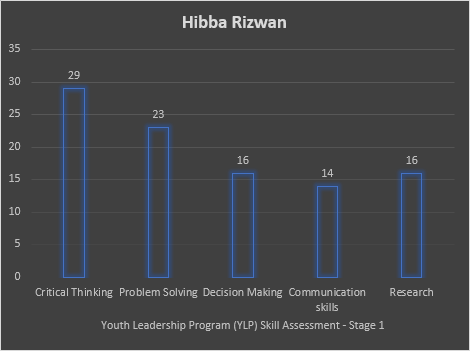 Hibba Rizwan
35
30
25
20
15
10
5
0
29
23
16
14
16
Critical Thinking
Problem Solving
Decision Making
Communication
skills
Research
Youth Leadership Program (YLP) Skill Assessment - Stage 1